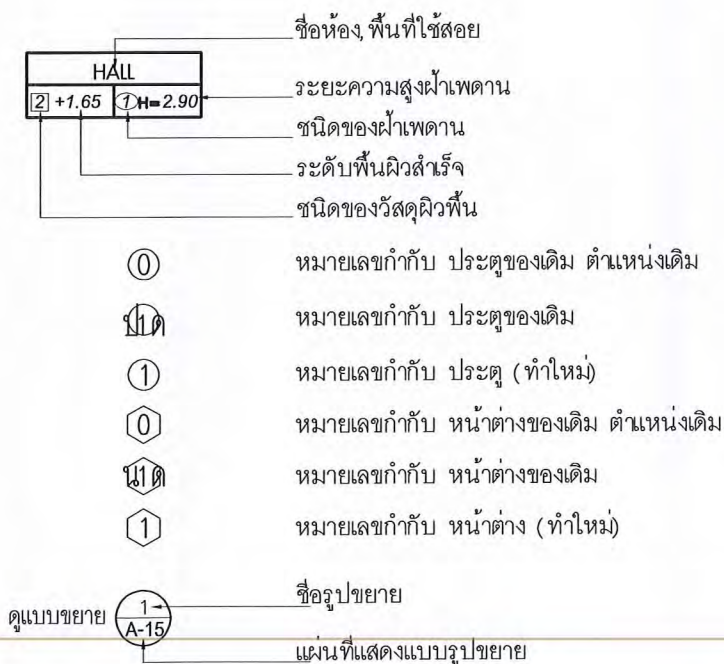 ชื่อห้อง, พื้นที่ใช้สอย
HALL
2 +1.65 1 H=2.90
ระยะความสูงฝ้าเพดาน
ชนิดของฝ้าเพดาน
ระดับพื้นผิวสำเร็จ
ชนิดของวัสดุผิวพื้น
0 หมายเลขกำกับ ประตูของเดิม ตำแหน่งเดิม
ป1ด หมายเลขกำกับ ประตูของเดิม
1 หมายเลขกำกับ ประตู (ทำใหม่)
0 หมายเลขกำกับ หน้าต่างของเดิม ตำแหน่งเดิม
น1ด หมายเลขกำกับ หน้าต่างของเดิม
1 หมายเลขกำกับ หน้าต่าง (ทำใหม่)
ชื่อรูปขยาย
ดูแบบขยาย 1
A-15
แผ่นที่แสดงแบบรูปขยาย